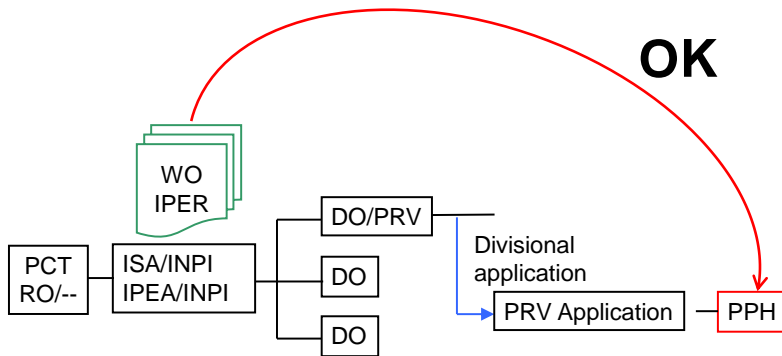 OK
WO
IPER
DO/PRV
PCT
RO/--
ISA/INPI
IPEA/INPI
DO
Divisional
application
PRV Application
PPH
DO